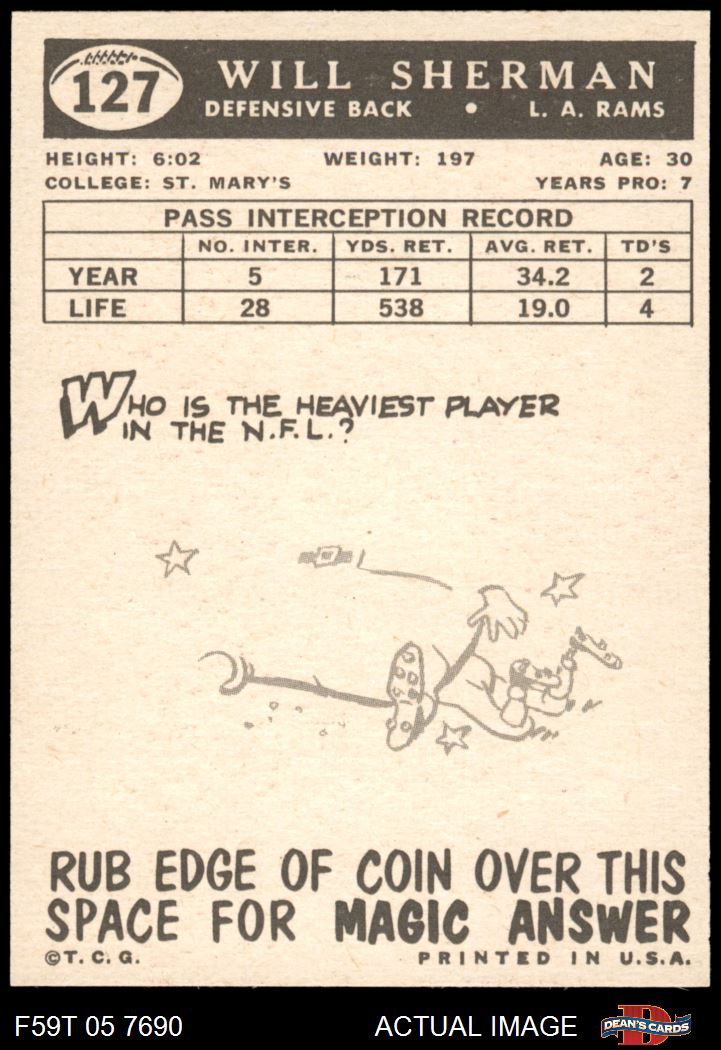 127
WILL SHERMAN
DEFENSIVE BACK • L. A. RAMS
HEIGHT: 6:02 WEIGHT: 197 AGE: 30
COLLEGE: ST. MARY'S YEARS PRO: 7
PASS INTERCEPTION RECORD
NO. INTER. YDS. RET. AVG. RET. TD'S
YEAR 5 171 34.2 2
LIFE 28 538 19.0 4
WHO IS THE HEAVIEST PLAYER
IN THE N.F.L.?
RUB EDGE OF COIN OVER THIS
SPACE FOR MAGIC ANSWER
©T. C. G. PRINTED IN U.S.A.
F59T 05 7690 ACTUAL IMAGE DEAN'S CARDS